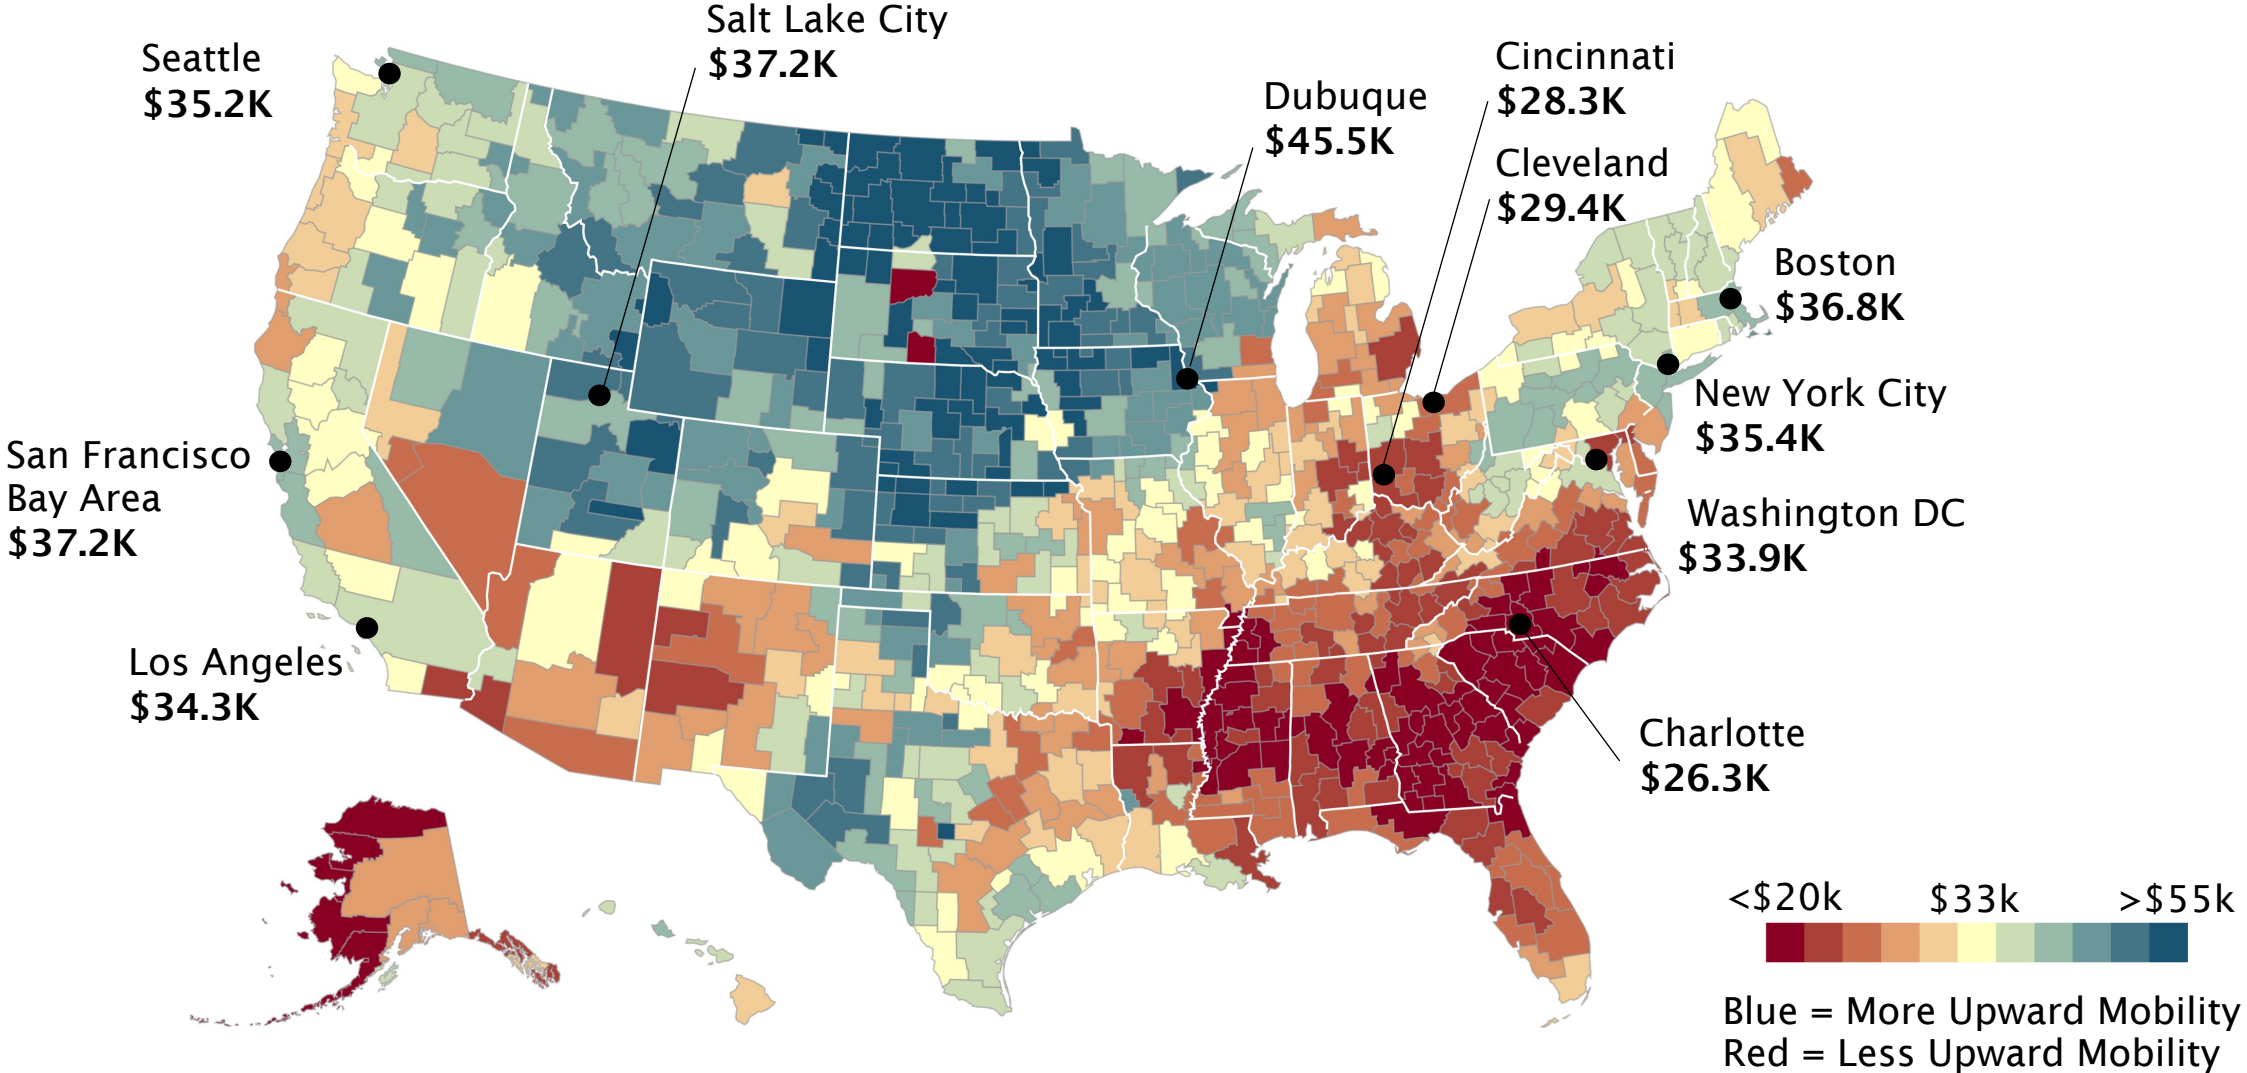 Salt Lake City
$37.2K
Seattle
$35.2K
Cincinnati
$28.3K
Dubuque
$45.5K
Cleveland
$29.4K
Boston
$36.8K
New York City
$35.4K
San Francisco
Bay Area
$37.2K
Washington DC
$33.9K
Los Angeles
$34.3K
Charlotte
$26.3K
<$20k $33k >$55k
Blue = More Upward Mobility
Red = Less Upward Mobility